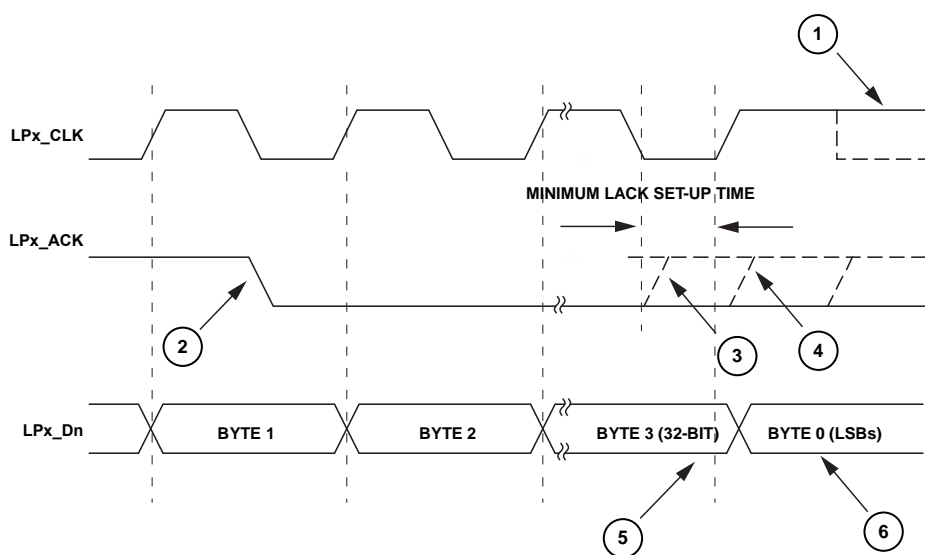 1
LPx_CLK
MINIMUM LACK SET-UP TIME
LPx_ACK
2
3
4
LPx_Dn
BYTE 1
BYTE 2
BYTE 3 (32-BIT)
BYTE 0 (LSBs)
5
6